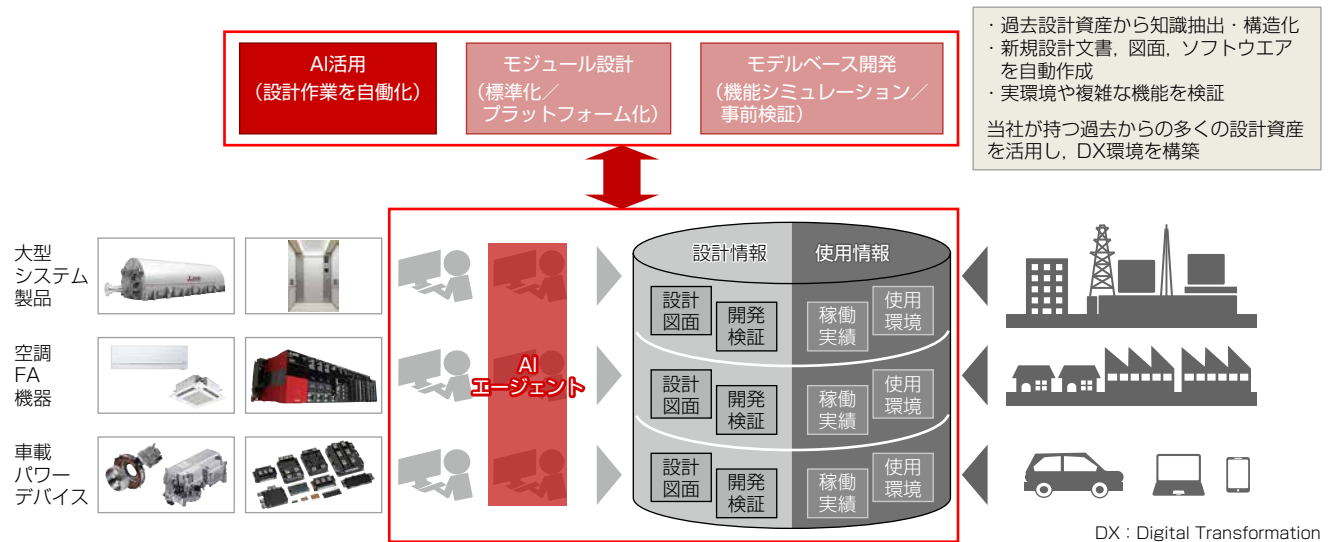 AI活用
(設計作業を自働化)
モジュール設計
(標準化／
プラットフォーム化)
モデルベース開発
(機能シミュレーション／
事前検証)
・過去設計資産から知識抽出・構造化
・新規設計文書, 図面, ソフトウエア
を自動作成
・実環境や複雑な機能を検証
当社が持つ過去からの多くの設計資産
を活用し, DX環境を構築
大型
システム
製品
空調
FA
機器
車載
パワー
デバイス
AI
エージェント
設計情報
使用情報
設計
図面
開発
検証
稼働
実績
使用
環境
設計
図面
開発
検証
稼働
実績
使用
環境
設計
図面
開発
検証
稼働
実績
使用
環境
DX：Digital Transformation